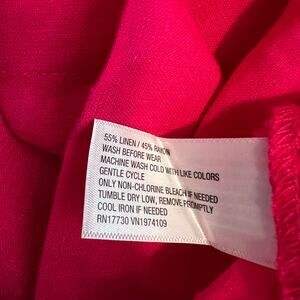 55% LINEN / 45% RAYON
WASH BEFORE WEAR
MACHINE WASH COLD WITH LIKE COLORS
GENTLE CYCLE
ONLY NON-CHLORINE BLEACH IF NEEDED
TUMBLE DRY LOW, REMOVE PROMPTLY
COOL IRON IF NEEDED
RN17730 VN1974109